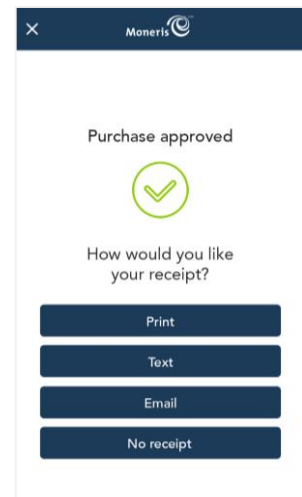 Moneris
Purchase approved
How would you like
your receipt?
Print
Text
Email
No receipt